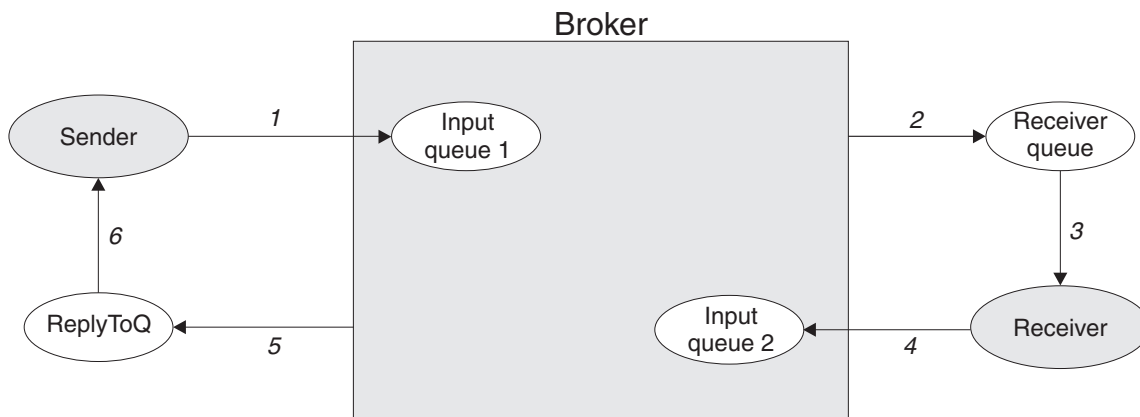 Broker
Sender
1
Input
queue 1
2
Receiver
queue
6
3
ReplyToQ
5
Input
queue 2
4
Receiver